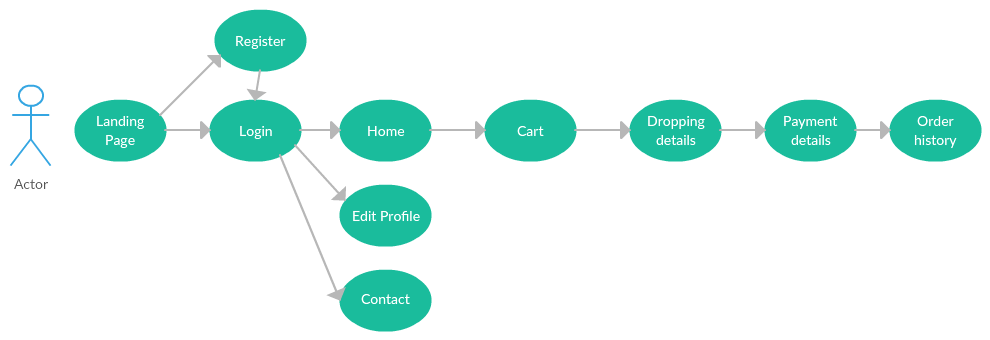 Register
Landing
Page
Login
Home
Cart
Dropping
details
Payment
details
Order
history
Actor
Edit Profile
Contact